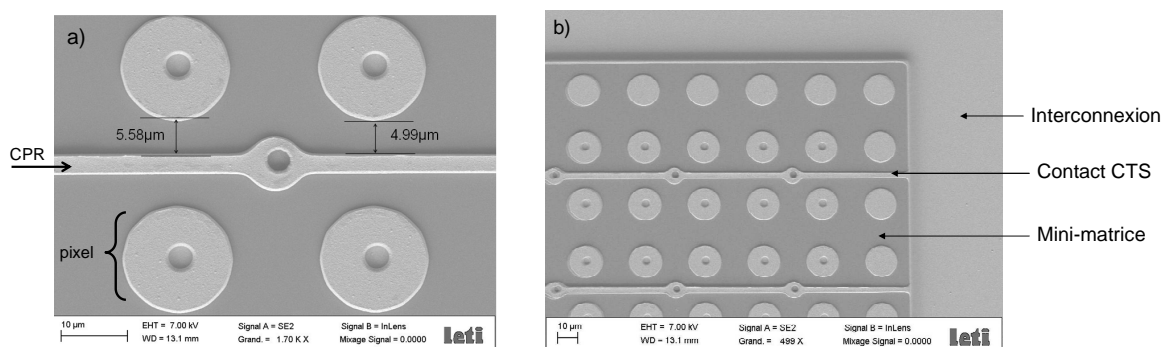 a)
5.58µm
4.99µm
CPR
pixel
10 µm
EHT = 7.00 kV
WD = 13.1 mm
Signal A = SE2
Grand. = 1.70 K X
Signal B = InLens
Mixage Signal = 0.0000
Leti
b)
Interconnexion
Contact CTS
Mini-matrice
10 µm
EHT = 7.00 kV
WD = 13.1 mm
Signal A = SE2
Grand. = 499 X
Signal B = InLens
Mixage Signal = 0.0000
Leti